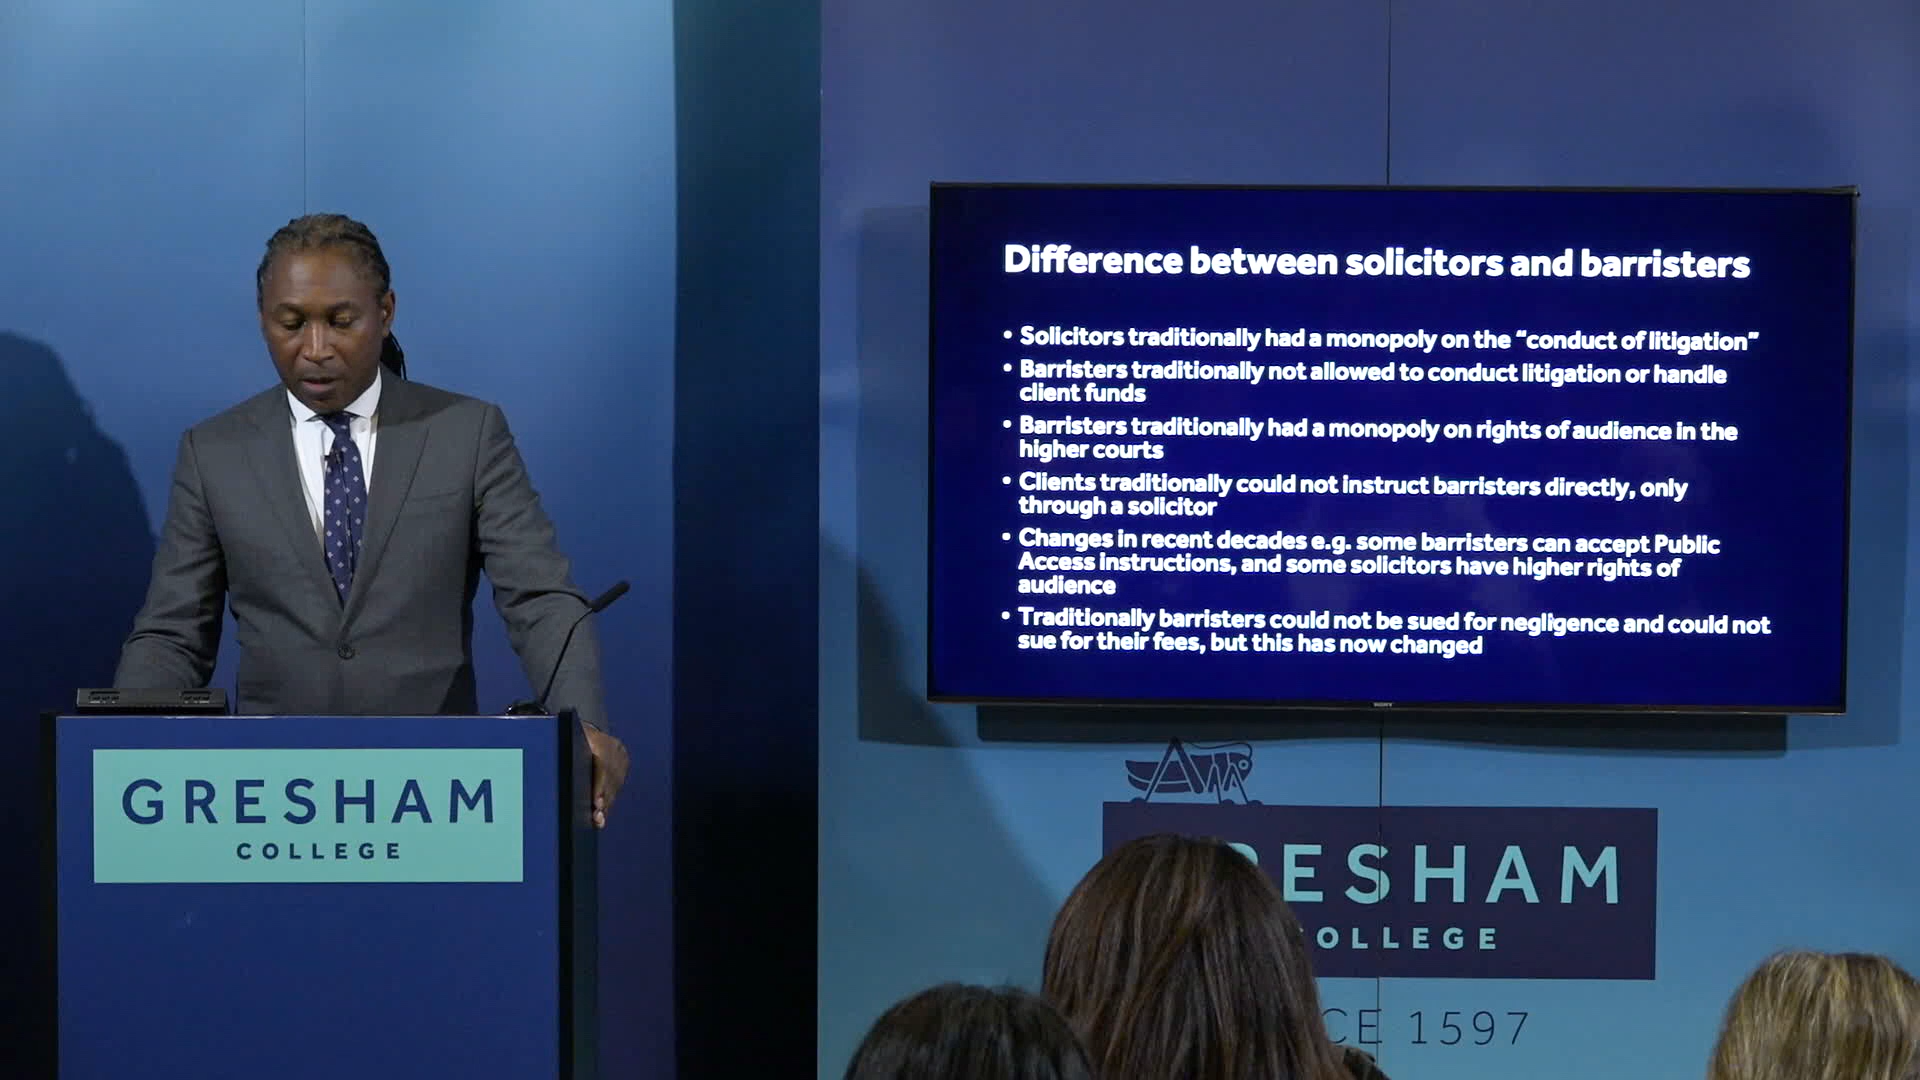 Difference between solicitors and barristers
• Solicitors traditionally had a monopoly on the “conduct of litigation”
• Barristers traditionally not allowed to conduct litigation or handle
client funds
• Barristers traditionally had a monopoly on rights of audience in the
higher courts
• Clients traditionally could not instruct barristers directly, only
through a solicitor
• Changes in recent decades e.g. some barristers can accept Public
Access instructions, and some solicitors have higher rights of
audience
• Traditionally barristers could not be sued for negligence and could not
sue for their fees, but this has now changed
SONY
GRESHAM
COLLEGE
RESHAM
OLLEGE
CE 1597